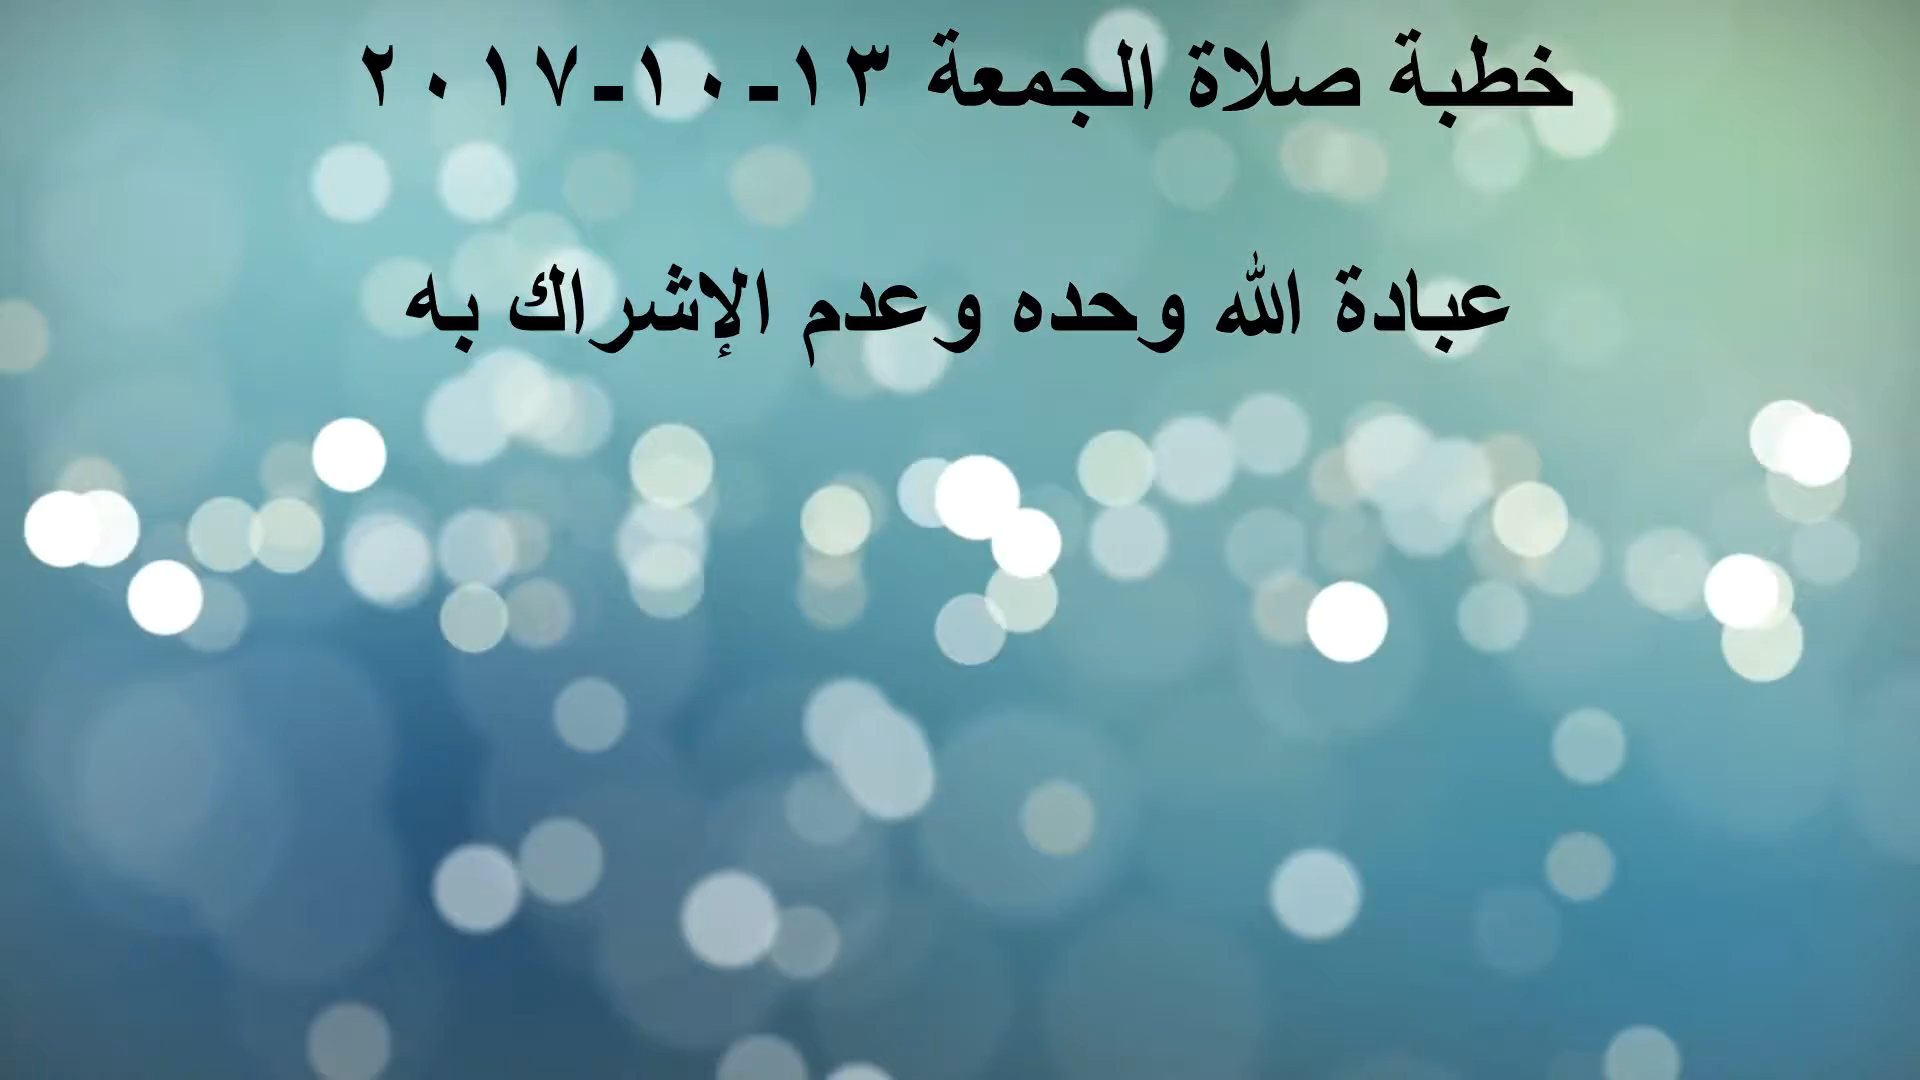 خطبة صلاة الجمعة ١٣-١٠-٢٠١٧
عبادة الله وحده وعدم الإشراك به